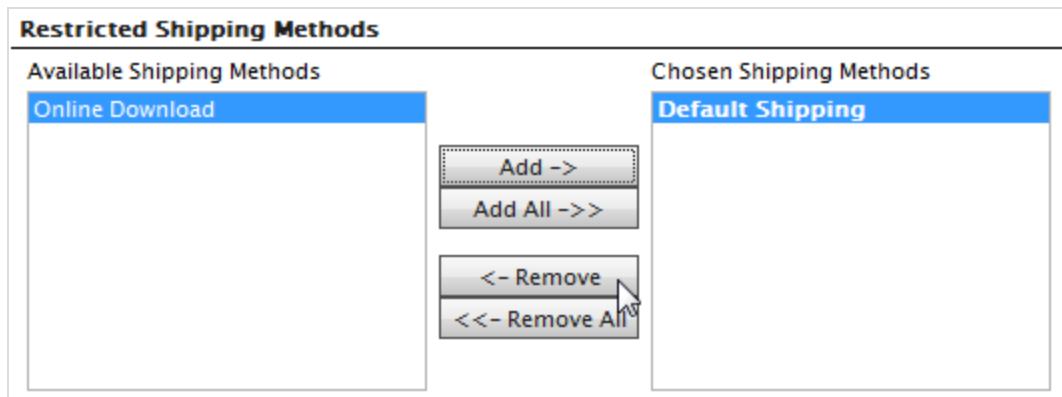 Restricted Shipping Methods
Available Shipping Methods
Online Download
Add ->
Add All ->>
<- Remove
<<- Remove All
Chosen Shipping Methods
Default Shipping